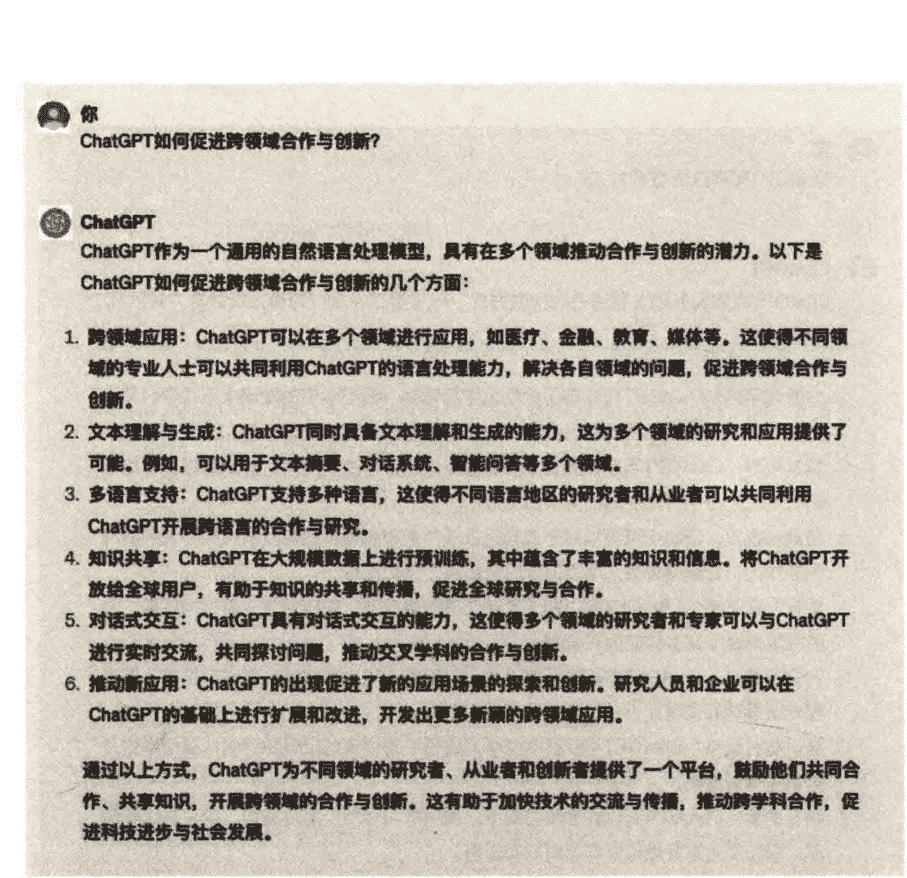 你
ChatGPT如何促进跨领域合作与创新?
ChatGPT
ChatGPT作为一个通用的自然语言处理模型，具有在多个领域推动合作与创新的潜力。以下是
ChatGPT如何促进跨领域合作与创新的几个方面：
1. 跨领域应用：ChatGPT可以在多个领域进行应用，如医疗、金融、教育、媒体等。这使得不同领
域的专业人士可以共同利用ChatGPT的语言处理能力，解决各自领域的问题，促进跨领域合作与
创新。
2. 文本理解与生成：ChatGPT同时具备文本理解和生成的能力，这为多个领域的研究和应用提供了
可能。例如，可以用于文本摘要、对话系统、智能问答等多个领域。
3. 多语言支持：ChatGPT支持多种语言，这使得不同语言地区的研究者和从业者可以共同利用
ChatGPT开展跨语言的合作与研究。
4. 知识共享：ChatGPT在大规模数据上进行预训练，其中蕴含了丰富的知识和信息。将ChatGPT开
放给全球用户，有助于知识的共享和传播，促进全球研究与合作。
5. 对话式交互：ChatGPT具有对话式交互的能力，这使得多个领域的研究者和专家可以与ChatGPT
进行实时交流，共同探讨问题，推动交叉学科的合作与创新。
6. 推动新应用：ChatGPT的出现促进了新的应用场景的探索和创新。研究人员和企业可以在
ChatGPT的基础上进行扩展和改进，开发出更多新颖的跨领域应用。
通过以上方式，ChatGPT为不同领域的研究者、从业者和创新者提供了一个平台，鼓励他们共同合
作、共享知识，开展跨领域的合作与创新。这有助于加快技术的交流与传播，推动跨学科合作，促
进科技进步与社会发展。